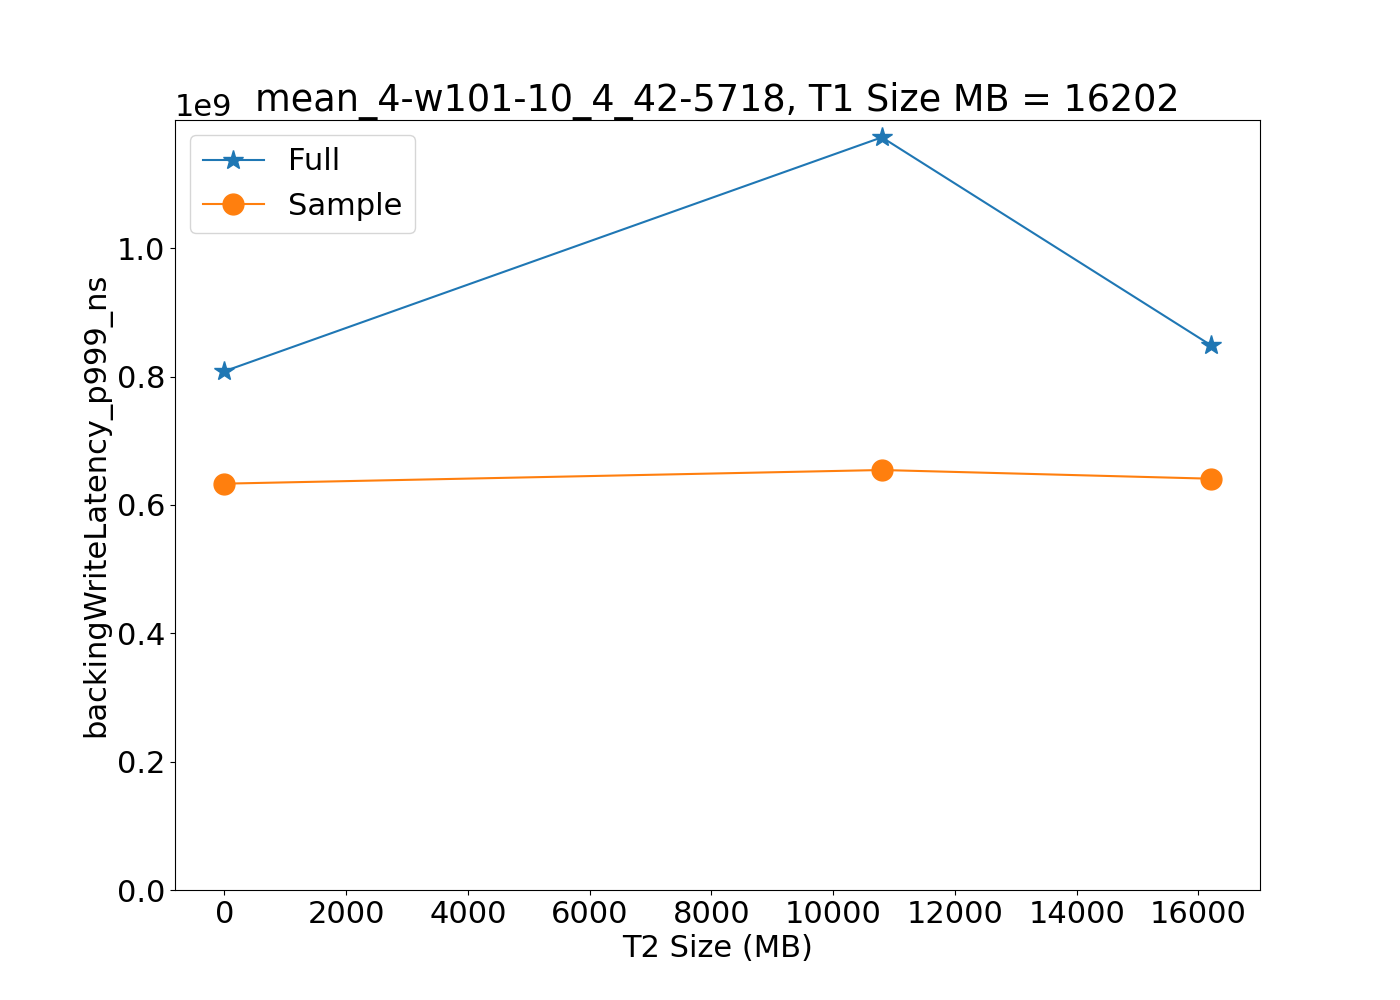 1e9
mean_4-w101-10_4_42-5718, T1 Size MB = 16202
Full
Sample
1.0
0.8
0.6
0.4
0.2
0.0
backingWriteLatency_p999_ns
0 2000 4000 6000 8000 10000 12000 14000 16000
T2 Size (MB)